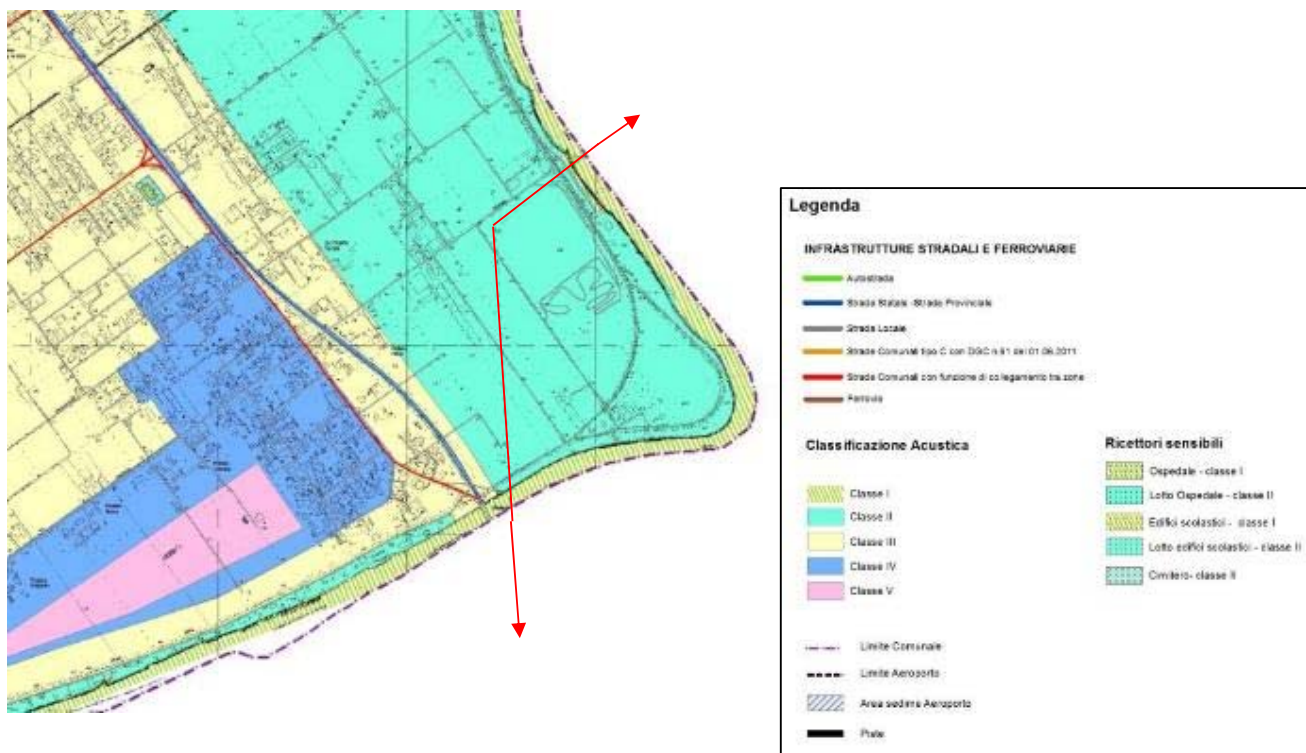 Legenda
INFRASTRUTTURE STRADALI E FERROVIARIE
Autostrada
Strada Statale -Strada Provinciale
Strada Locale
Strade Comunali tipo C con DGC n.61 del 01.06.2011
Strade Comunali con funzione di collegamento tra zone
Ferrovia
Classificazione Acustica
Classe I
Classe II
Classe III
Classe IV
Classe V
Ricettori sensibili
Ospedale - classe I
Lotto Ospedale - classe II
Edifici scolastici - classe I
Lotto edifici scolastici - classe II
Cimitero- classe II
Limite Comunale
Limite Aeroporto
Area sedime Aeroporto
Piste